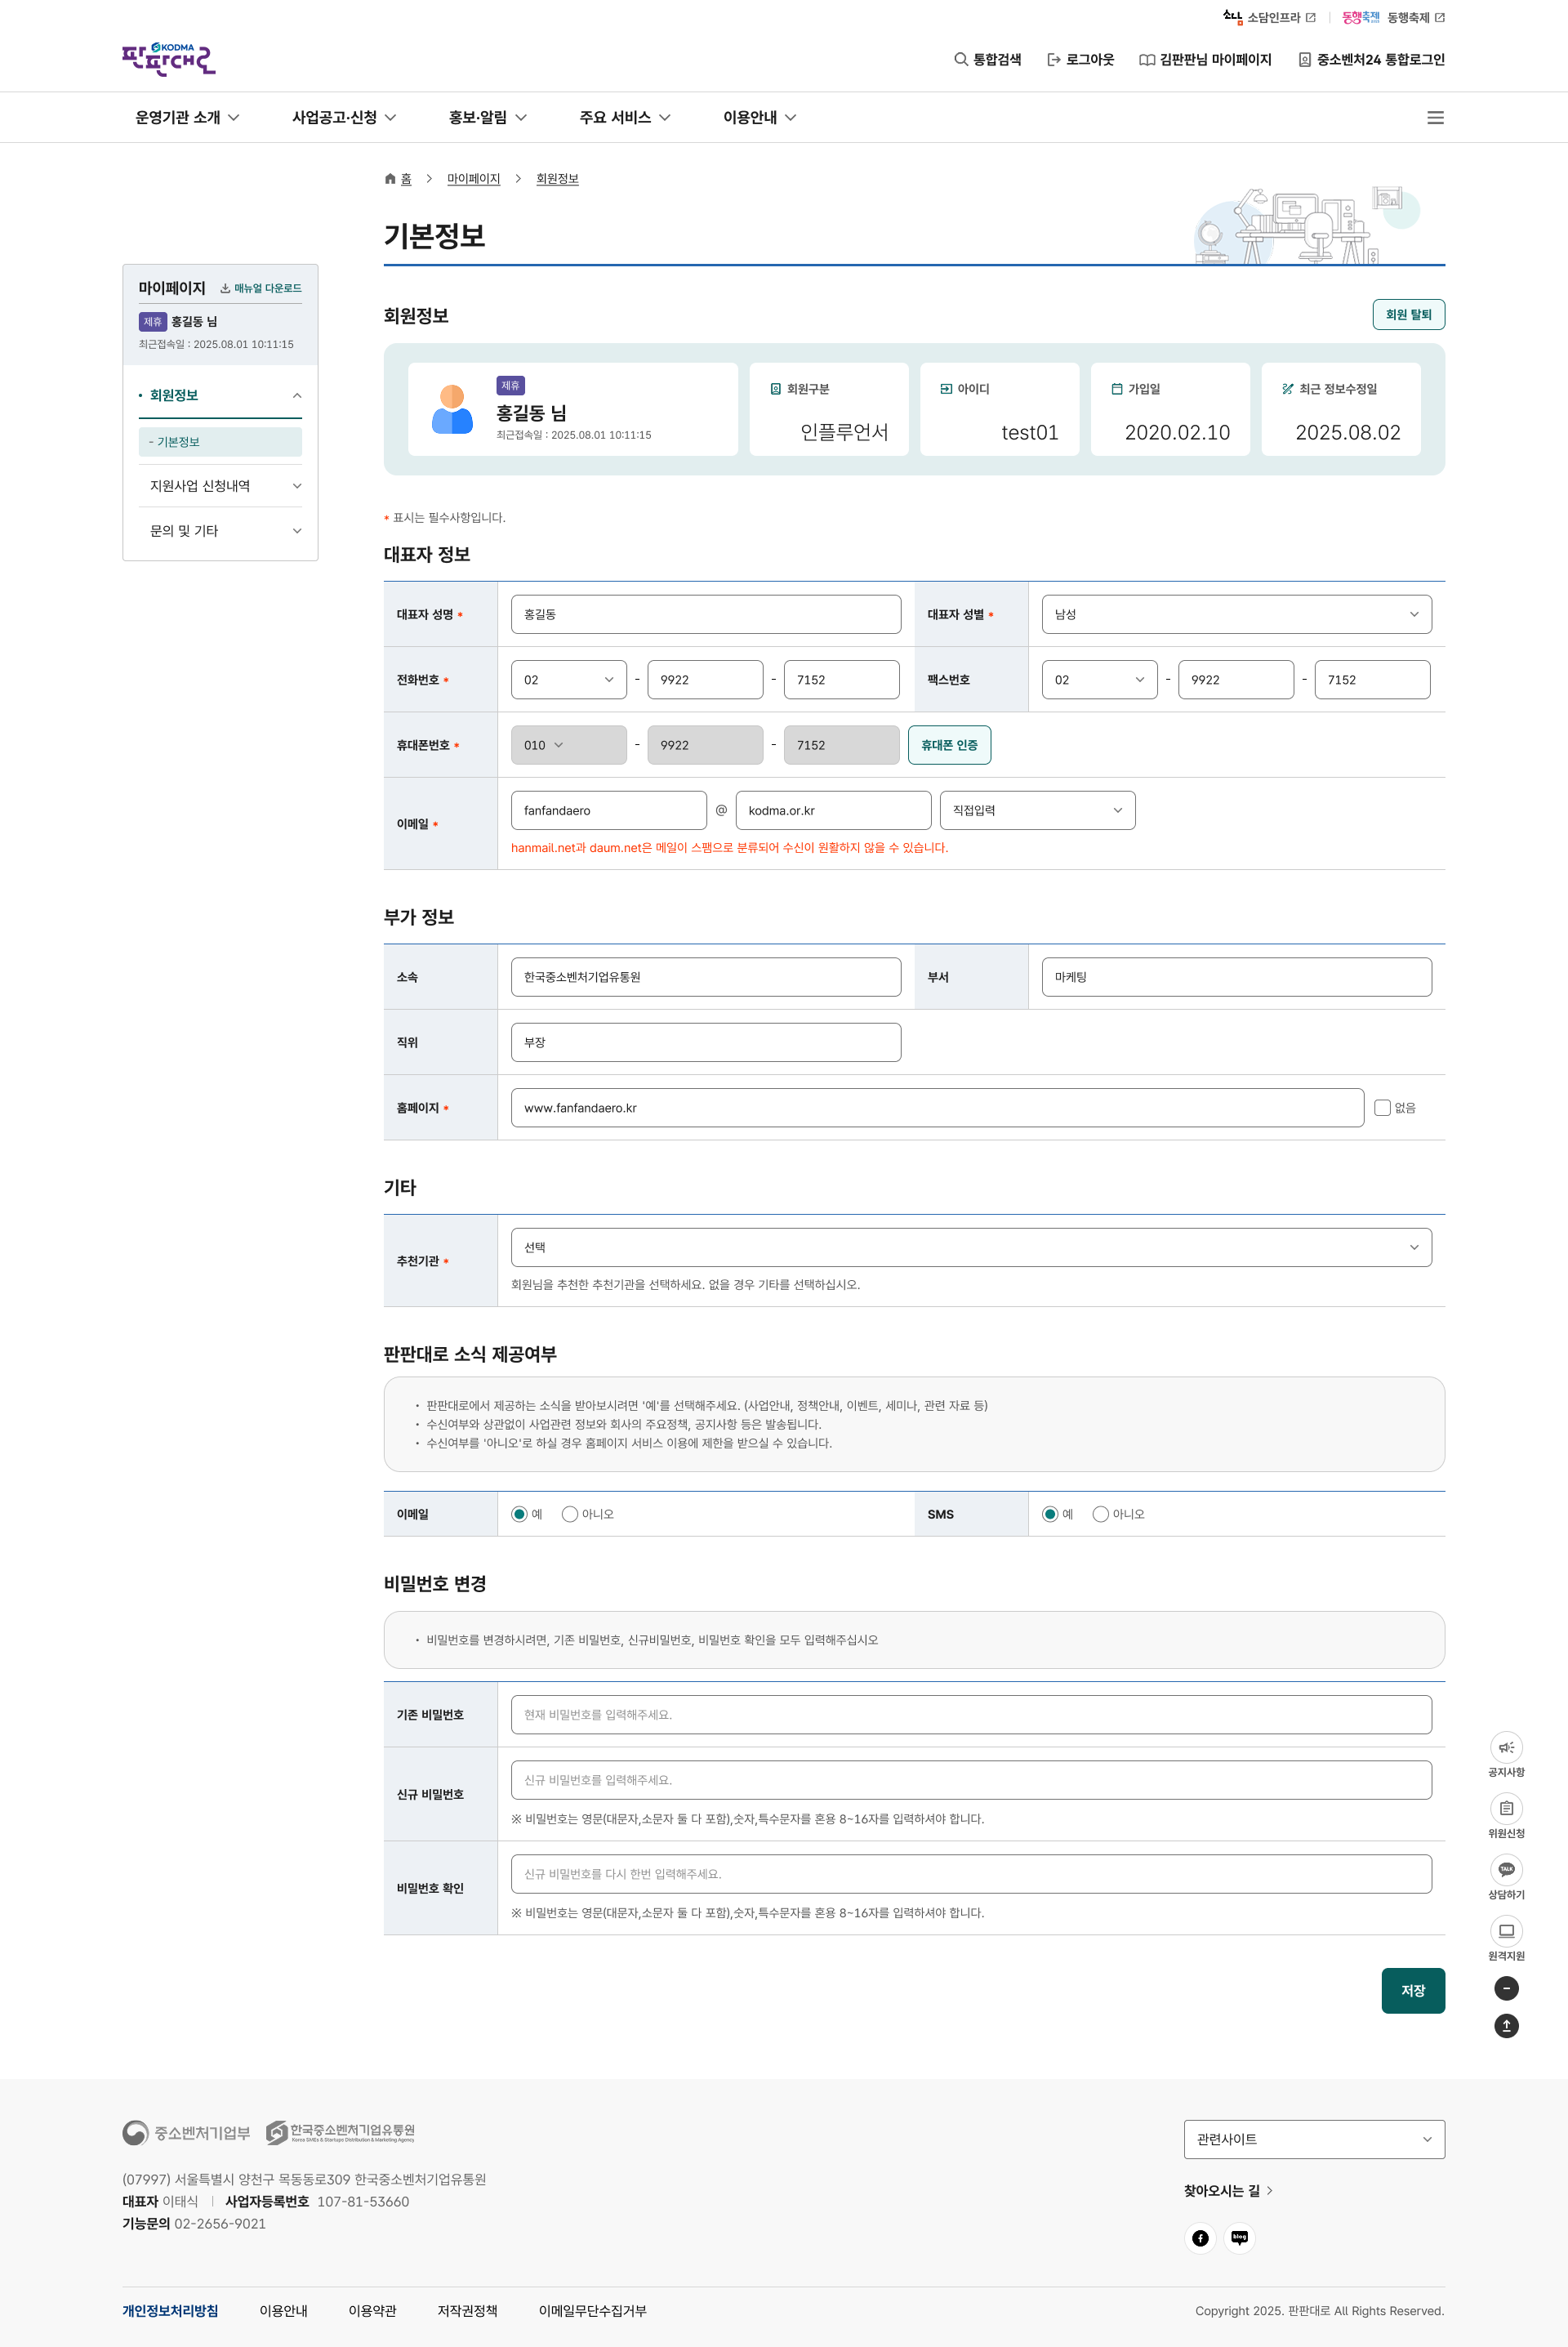 소담 소담인프라 동행축제 동행축제
KODMA
판판대로
통합검색 로그아웃 김판판님 마이페이지 중소벤처24 통합로그인
운영기관 소개 사업공고·신청 홍보·알림 주요 서비스 이용안내
홈 마이페이지 회원정보
기본정보
마이페이지 매뉴얼 다운로드
제휴 홍길동 님
최근접속일 : 2025.08.01 10:11:15
회원정보
- 기본정보
지원사업 신청내역
문의 및 기타
회원정보 회원 탈퇴
제휴
홍길동 님
최근접속일 : 2025.08.01 10:11:15
회원구분
인플루언서
아이디
test01
가입일
2020.02.10
최근 정보수정일
2025.08.02
* 표시는 필수사항입니다.
대표자 정보
대표자 성명 * 홍길동 대표자 성별 * 남성
전화번호 * 02 - 9922 - 7152 팩스번호 02 - 9922 - 7152
휴대폰번호 * 010 - 9922 - 7152 휴대폰 인증
이메일 * fanfandaero @ kodma.or.kr 직접입력
hanmail.net과 daum.net은 메일이 스팸으로 분류되어 수신이 원활하지 않을 수 있습니다.
부가 정보
소속 한국중소벤처기업유통원 부서 마케팅
직위 부장
홈페이지 * www.fanfandaero.kr 없음
기타
추천기관 * 선택
회원님을 추천한 추천기관을 선택하세요. 없을 경우 기타를 선택하십시오.
판판대로 소식 제공여부
• 판판대로에서 제공하는 소식을 받아보시려면 '예'를 선택해주세요. (사업안내, 정책안내, 이벤트, 세미나, 관련 자료 등)
• 수신여부와 상관없이 사업관련 정보와 회사의 주요정책, 공지사항 등은 발송됩니다.
• 수신여부를 '아니오'로 하실 경우 홈페이지 서비스 이용에 제한을 받으실 수 있습니다.
이메일 예 아니오 SMS 예 아니오
비밀번호 변경
• 비밀번호를 변경하시려면, 기존 비밀번호, 신규비밀번호, 비밀번호 확인을 모두 입력해주십시오
기존 비밀번호 현재 비밀번호를 입력해주세요.
신규 비밀번호 신규 비밀번호를 입력해주세요.
※ 비밀번호는 영문(대문자,소문자 둘 다 포함),숫자,특수문자를 혼용 8~16자를 입력하셔야 합니다.
비밀번호 확인 신규 비밀번호를 다시 한번 입력해주세요.
※ 비밀번호는 영문(대문자,소문자 둘 다 포함),숫자,특수문자를 혼용 8~16자를 입력하셔야 합니다.
저장
공지사항
위원신청
TALK
상담하기
원격지원
중소벤처기업부 한국중소벤처기업유통원
Korea SMEs & Startups Distribution & Marketing Agency
관련사이트
(07997) 서울특별시 양천구 목동동로309 한국중소벤처기업유통원
대표자 이태식 | 사업자등록번호 107-81-53660
기능문의 02-2656-9021
찾아오시는 길
blog
개인정보처리방침 이용안내 이용약관 저작권정책 이메일무단수집거부
Copyright 2025. 판판대로 All Rights Reserved.